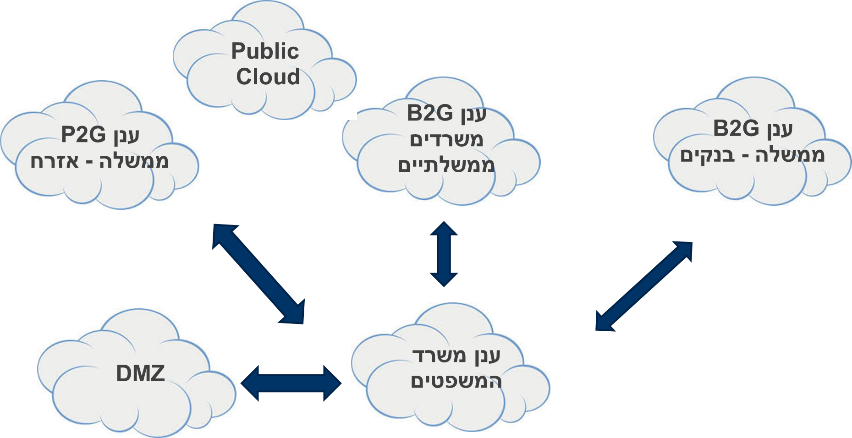 Public
Cloud
ענן P2G
ממשלה - אזרח
ענן B2G
משרדים
ממשלתיים
ענן B2G
ממשלה - בנקים
DMZ
ענן משרד
המשפטים